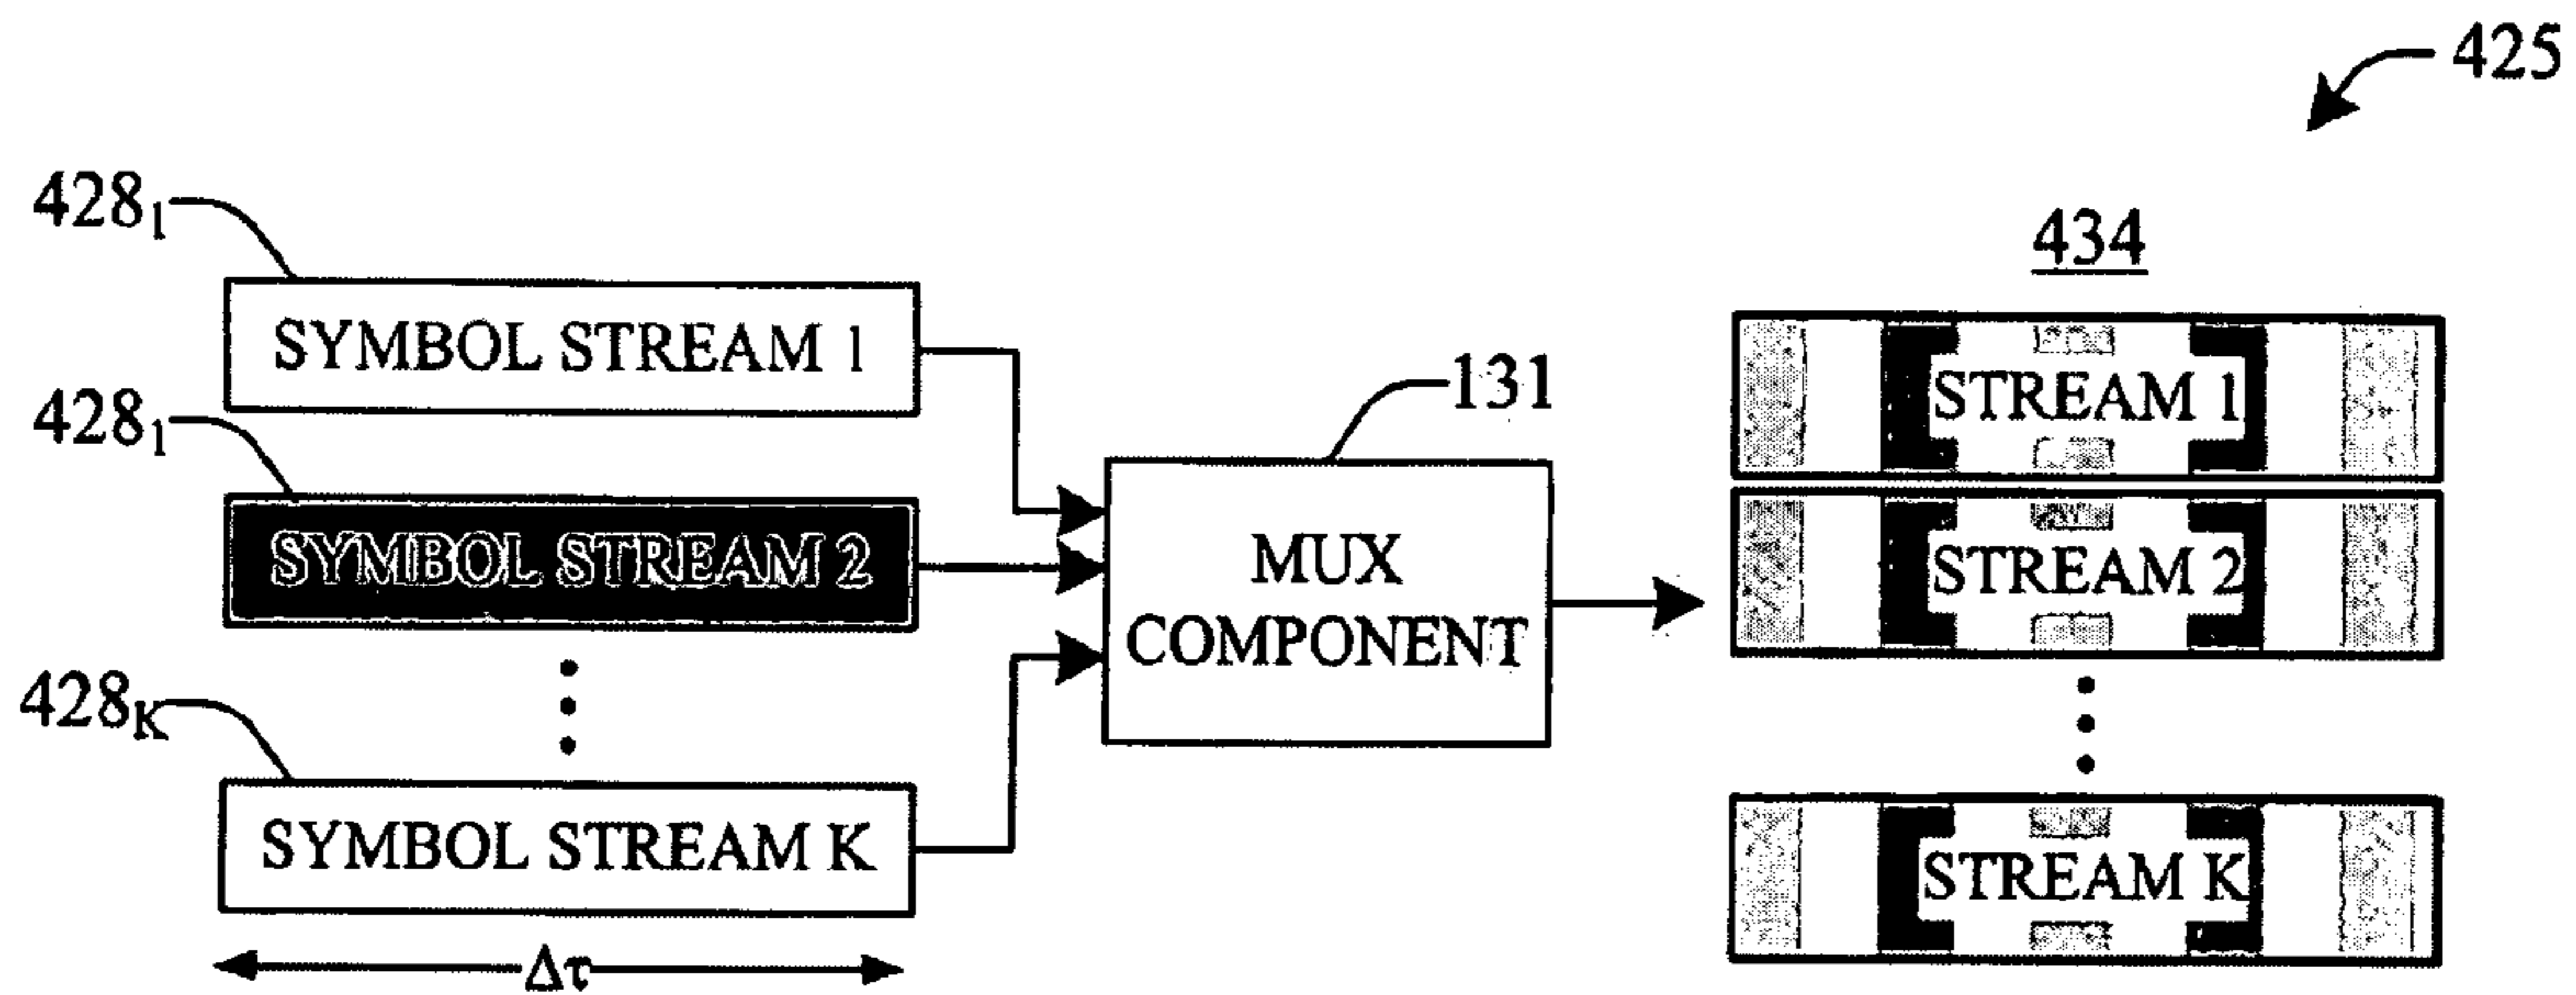 425
428₁
434
SYMBOL STREAM 1
STREAM 1
131
428₁
SYMBOL STREAM 2
MUX
COMPONENT
STREAM 2
428K
SYMBOL STREAM K
STREAM K
Δτ